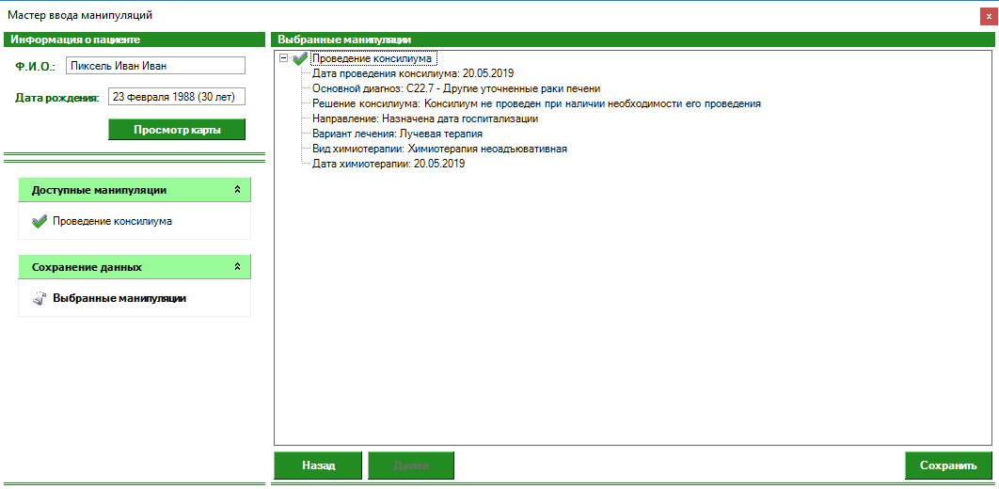 Мастер ввода манипуляций
x
Информация о пациенте
Ф.И.О.: Пиксель Иван Иван
Дата рождения: 23 февраля 1988 (30 лет)
Просмотр карты
Доступные манипуляции
Проведение консилиума
Сохранение данных
Выбранные манипуляции
Выбранные манипуляции
Проведение консилиума
Дата проведения консилиума: 20.05.2019
Основной диагноз: C22.7 - Другие уточненные раки печени
Решение консилиума: Консилиум не проведен при наличии необходимости его проведения
Направление: Назначена дата госпитализации
Вариант лечения: Лучевая терапия
Вид химиотерапии: Химиотерапия неоадъювативная
Дата химиотерапии: 20.05.2019
Назад
Далее
Сохранить